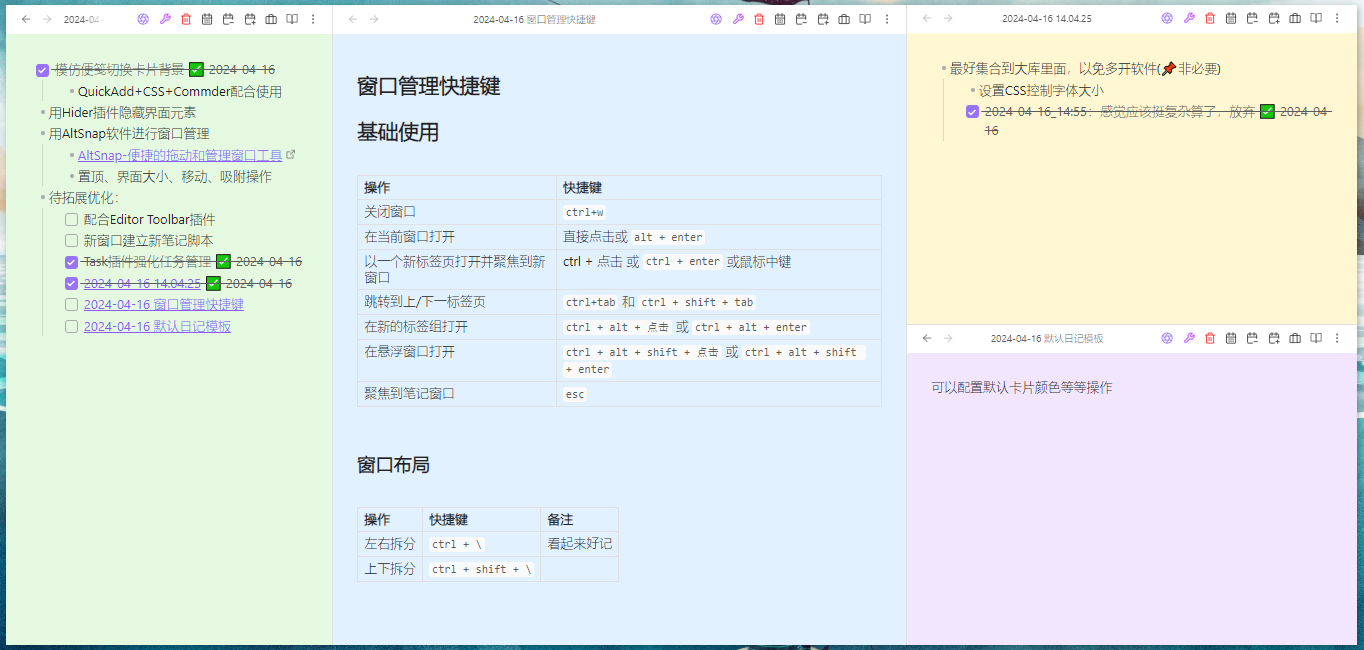 2024-04-
模仿便笺切换卡片背景 ✅ 2024-04-16
QuickAdd+CSS+Commder配合使用
用Hider插件隐藏界面元素
用AltSnap软件进行窗口管理
AltSnap-便捷的拖动和管理窗口工具
置顶、界面大小、移动、吸附操作
待拓展优化：
配合Editor Toolbar插件
新窗口建立新笔记脚本
Task插件强化任务管理 ✅ 2024-04-16
2024-04-16 14.04.25 ✅ 2024-04-16
2024-04-16 窗口管理快捷键
2024-04-16 默认日记模板
2024-04-16 窗口管理快捷键
窗口管理快捷键
基础使用
操作 快捷键
关闭窗口 ctrl+w
在当前窗口打开 直接点击或 alt + enter
以一个新标签页打开并聚焦到新
窗口 ctrl + 点击 或 ctrl + enter 或鼠标中键
跳转到上/下一标签页 ctrl+tab 和 ctrl + shift + tab
在新的标签组打开 ctrl + alt + 点击 或 ctrl + alt + enter
在悬浮窗口打开 ctrl + alt + shift + 点击 或 ctrl + alt + shift
+ enter
聚焦到笔记窗口 esc
窗口布局
操作 快捷键 备注
左右拆分 ctrl + \ 看起来好记
上下拆分 ctrl + shift + \
2024-04-16 14.04.25
最好集合到大库里面，以免多开软件(📌非必要)
设置CSS控制字体大小
2024-04-16_14:55：感觉应该挺复杂算了，放弃 ✅ 2024-04-
16
2024-04-16 默认日记模板
可以配置默认卡片颜色等等操作